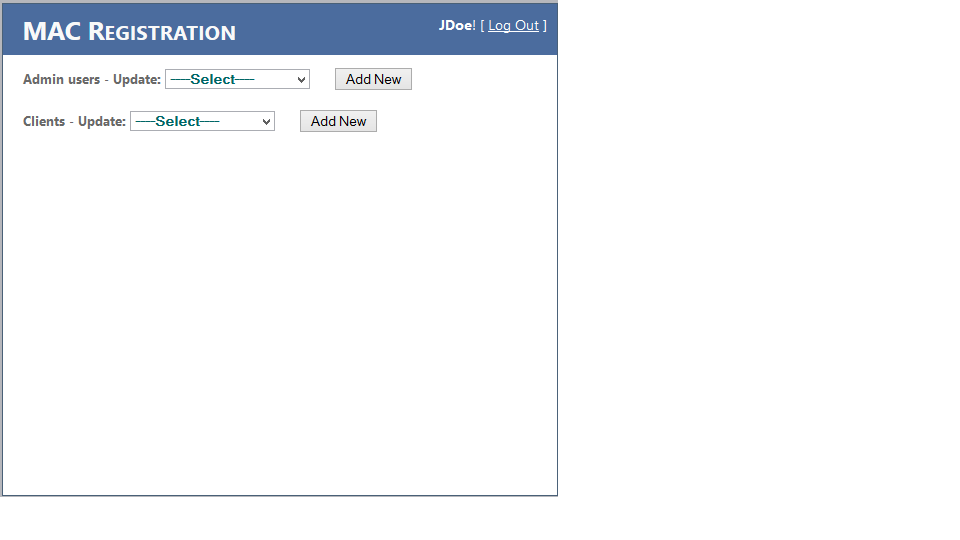 MAC REGISTRATION
JDoe! [ Log Out ]
Admin users - Update: ----Select---- Add New
Clients - Update: ----Select---- Add New